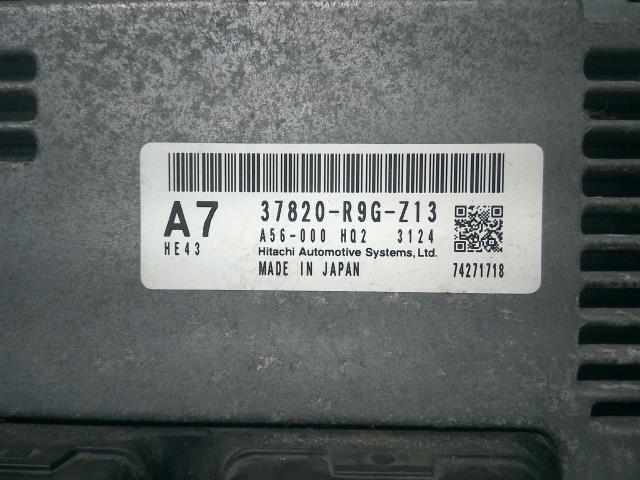 A7 37820-R9G-Z13
HE43 A56-000 HQ2 3124
Hitachi Automotive Systems, Ltd.
MADE IN JAPAN 74271718